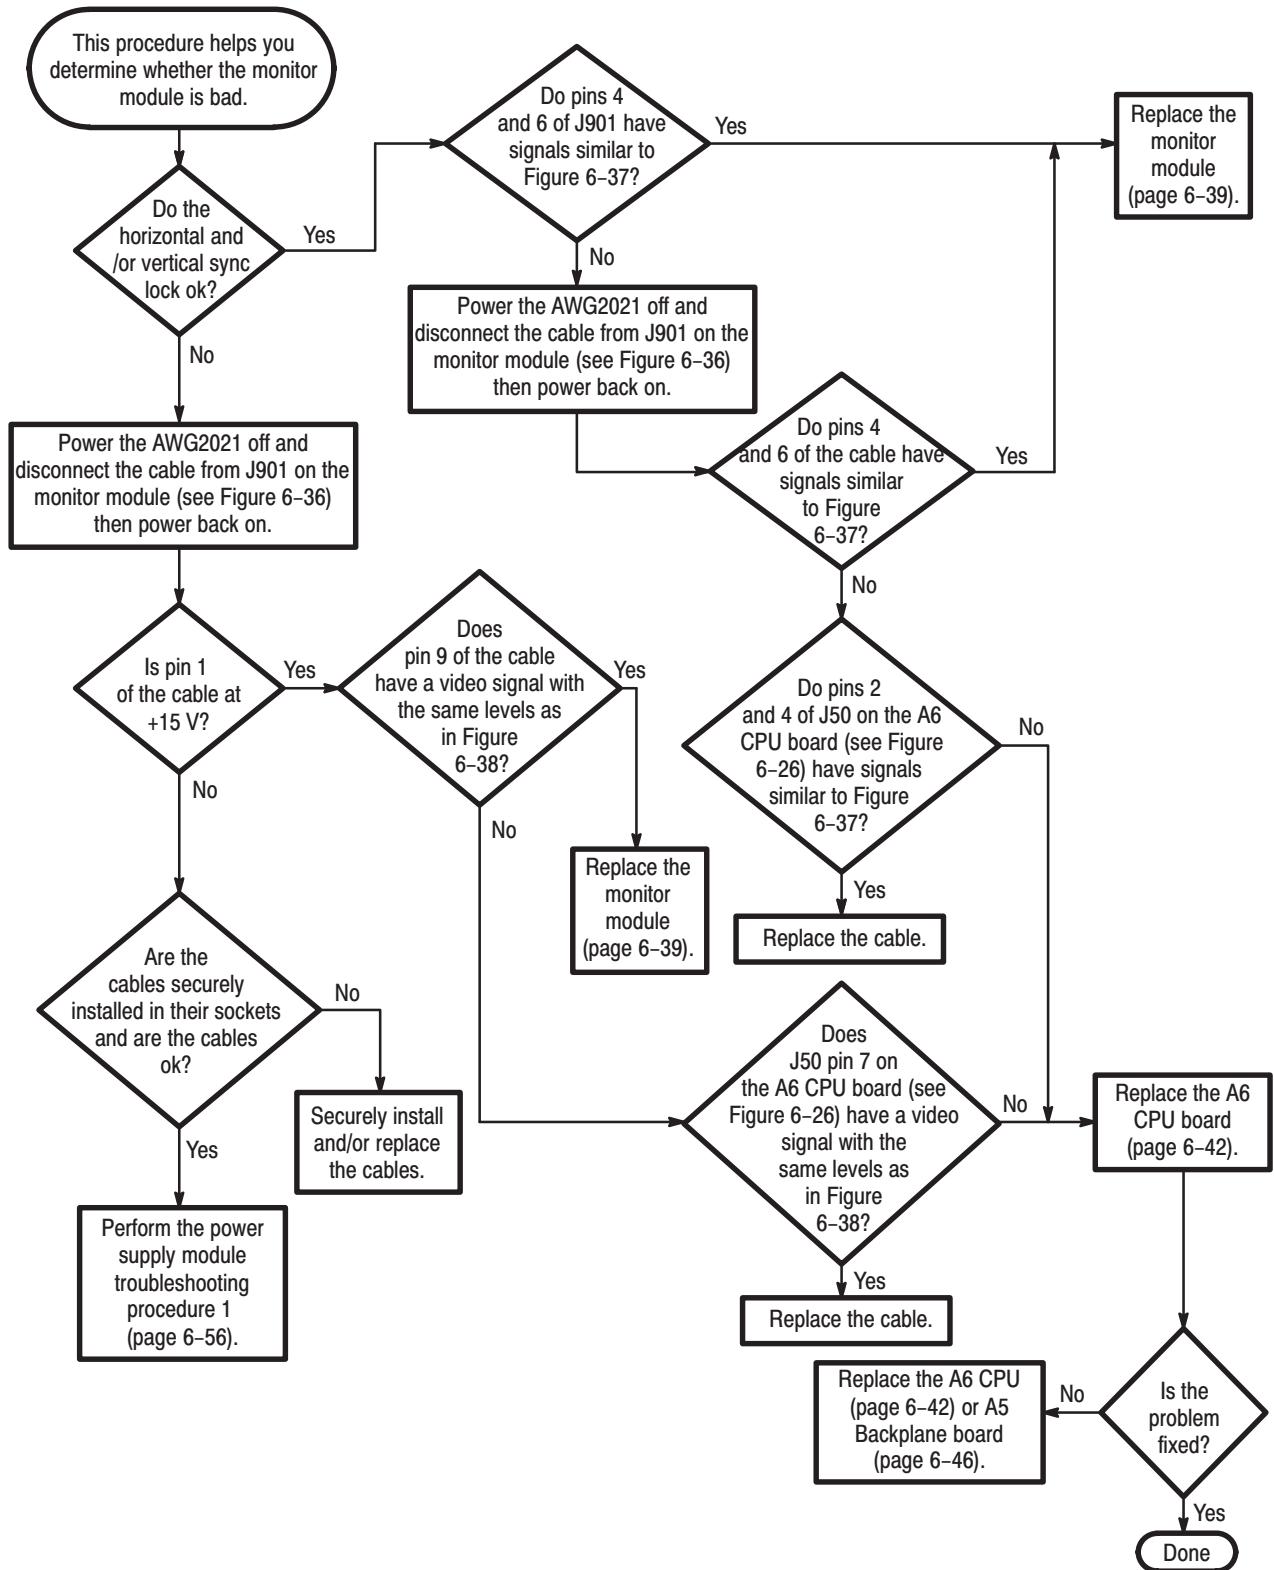 This procedure helps you
determine whether the monitor
module is bad.
Do the
horizontal and
/or vertical sync
lock ok?
Yes
No
Do pins 4
and 6 of J901 have
signals similar to
Figure 6–37?
Yes
No
Replace the
monitor
module
(page 6–39).
Power the AWG2021 off and
disconnect the cable from J901 on the
monitor module (see Figure 6–36)
then power back on.
Do pins 4
and 6 of the cable have
signals similar
to Figure
6–37?
Yes
No
Power the AWG2021 off and
disconnect the cable from J901 on the
monitor module (see Figure 6–36)
then power back on.
Is pin 1
of the cable at
+15 V?
Yes
No
Does
pin 9 of the cable
have a video signal with
the same levels as
in Figure
6–38?
Yes
No
Replace the
monitor
module
(page 6–39).
Do pins 2
and 4 of J50 on the A6
CPU board (see Figure
6–26) have signals
similar to Figure
6–37?
No
Yes
Replace the cable.
Are the
cables securely
installed in their sockets
and are the cables
ok?
No
Yes
Securely install
and/or replace
the cables.
Perform the power
supply module
troubleshooting
procedure 1
(page 6–56).
Does
J50 pin 7 on
the A6 CPU board (see
Figure 6–26) have a video
signal with the
same levels as
in Figure
6–38?
No
Yes
Replace the cable.
Replace the A6
CPU board
(page 6–42).
Is the
problem
fixed?
No
Yes
Replace the A6 CPU
(page 6–42) or A5
Backplane board
(page 6–46).
Done